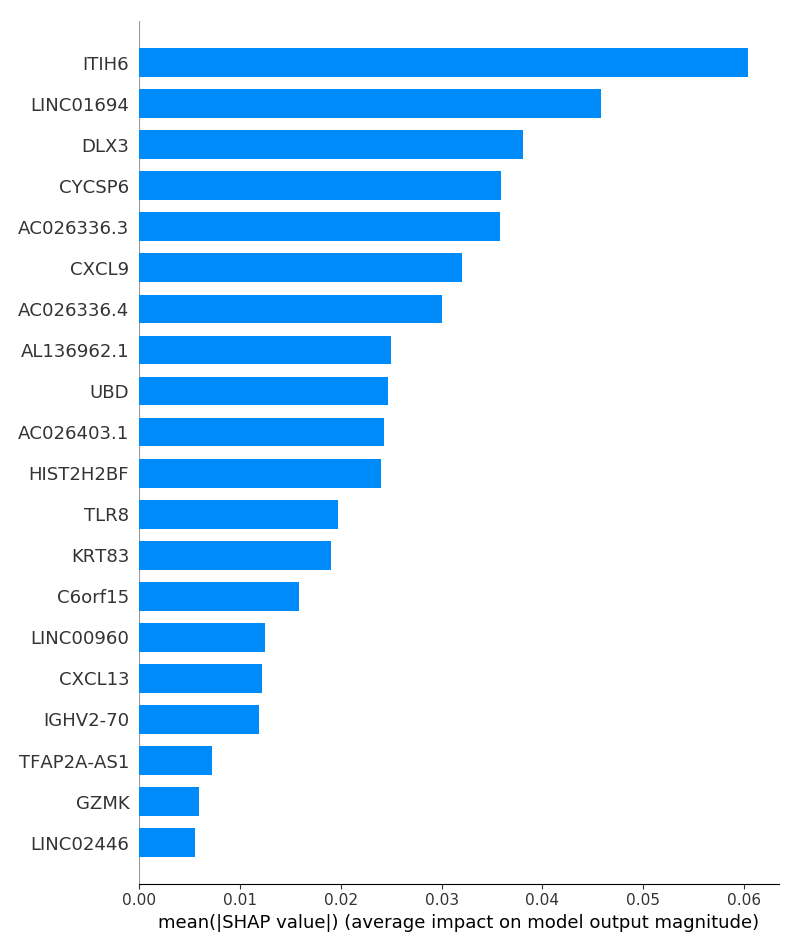 ITIH6
LINC01694
DLX3
CYCSP6
AC026336.3
CXCL9
AC026336.4
AL136962.1
UBD
AC026403.1
HIST2H2BF
TLR8
KRT83
C6orf15
LINC00960
CXCL13
IGHV2-70
TFAP2A-AS1
GZMK
LINC02446
0.00 0.01 0.02 0.03 0.04 0.05 0.06
mean(|SHAP value|) (average impact on model output magnitude)